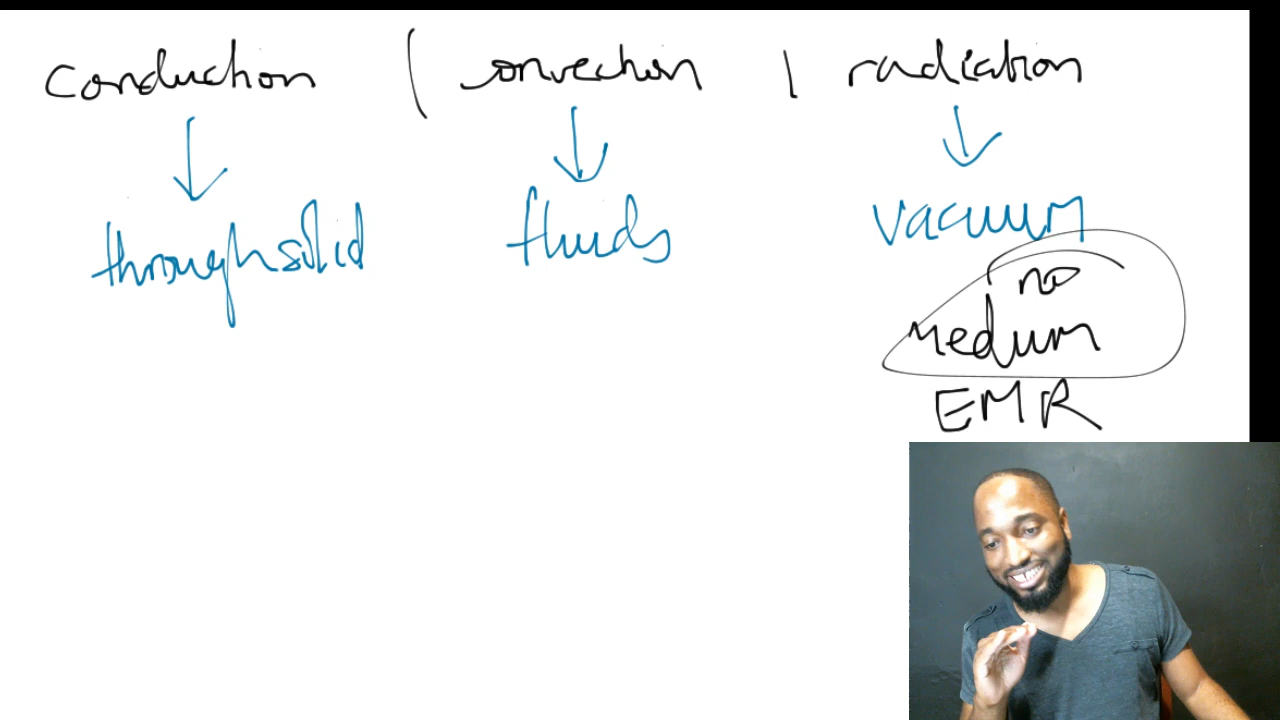 conduction | convection | radiation
through solid fluids vacuum
no
medium
EMR